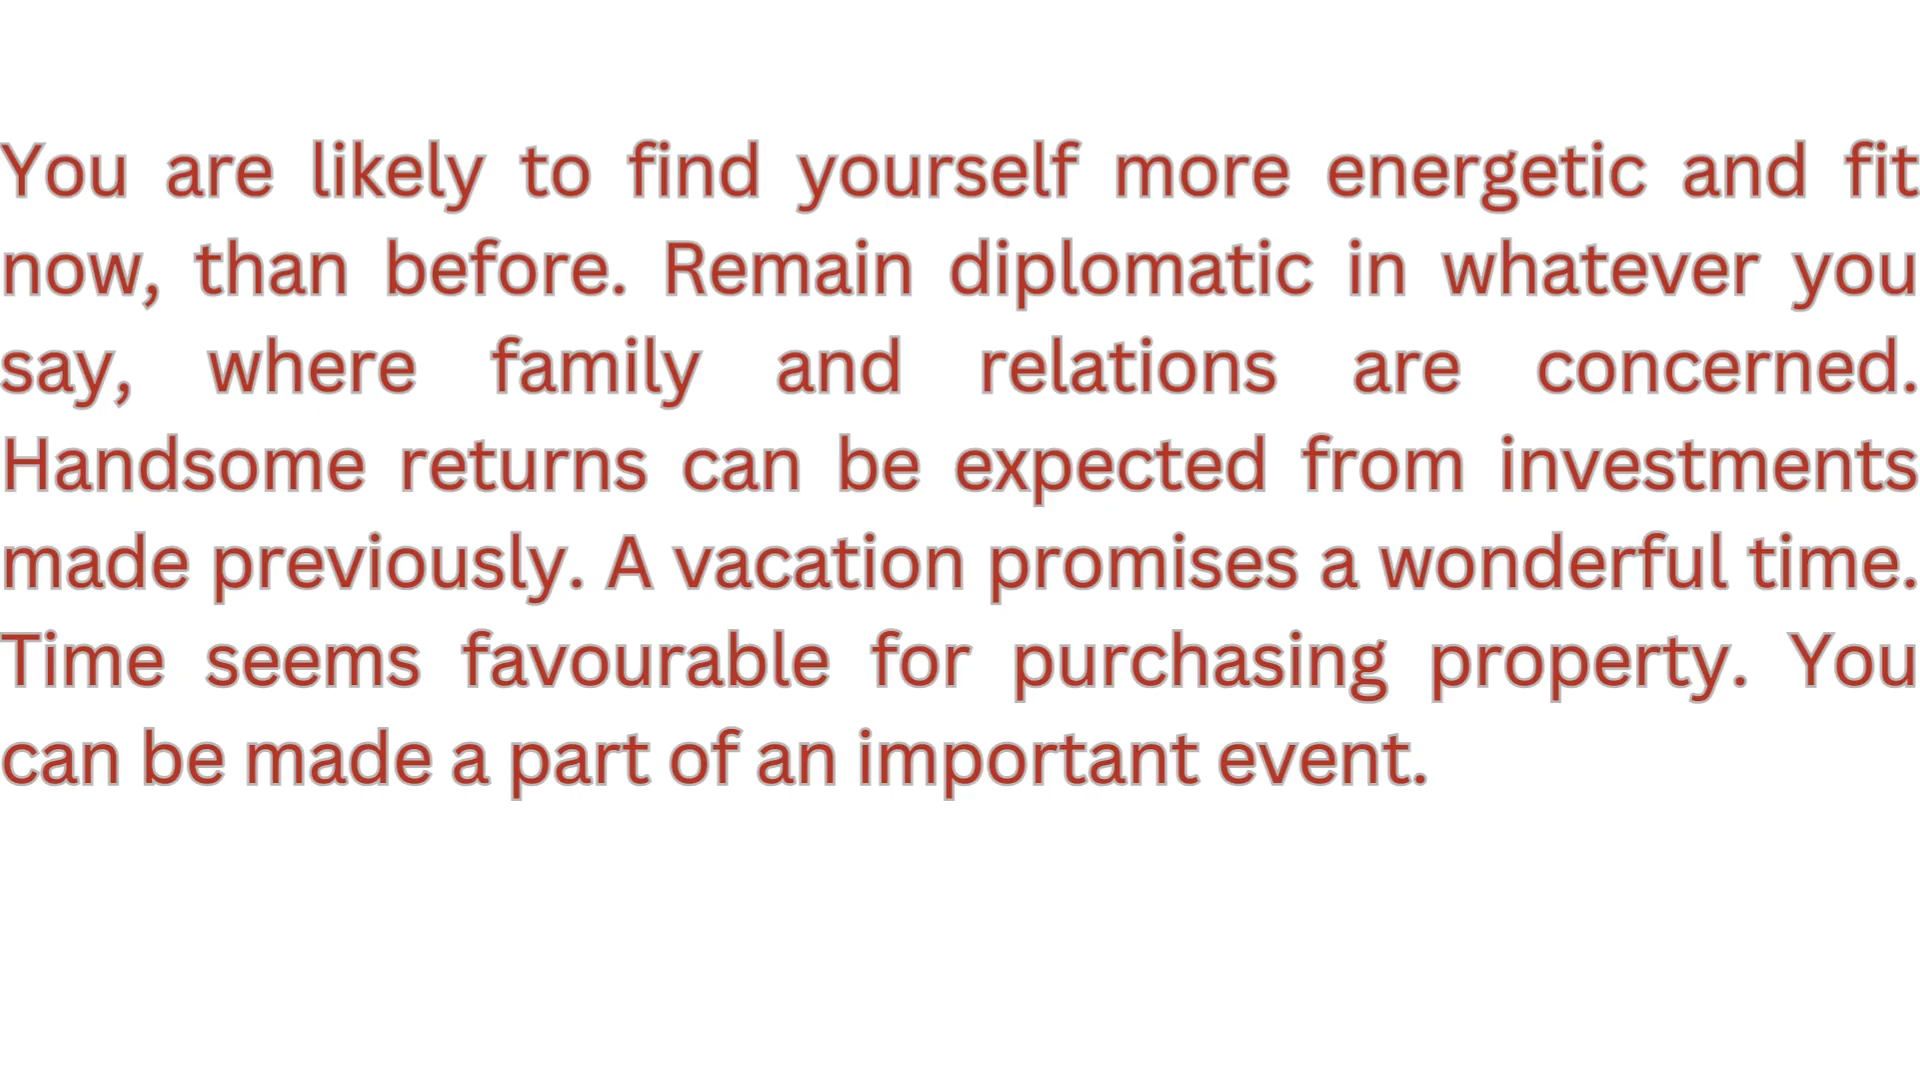 You are likely to find yourself more energetic and fit
now, than before. Remain diplomatic in whatever you
say, where family and relations are concerned.
Handsome returns can be expected from investments
made previously. A vacation promises a wonderful time.
Time seems favourable for purchasing property. You
can be made a part of an important event.